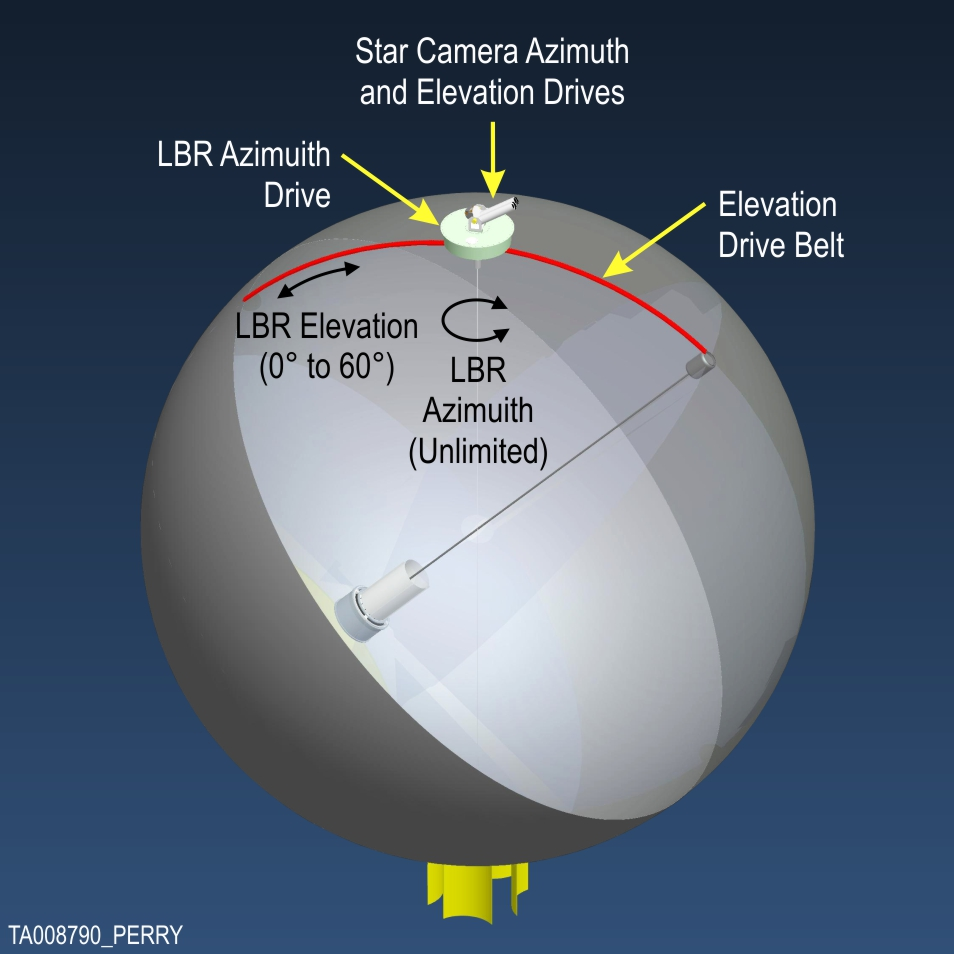 Star Camera Azimuth
and Elevation Drives
LBR Azimuith
Drive
Elevation
Drive Belt
LBR Elevation
(0° to 60°)
LBR
Azimuith
(Unlimited)
TA008790_PERRY